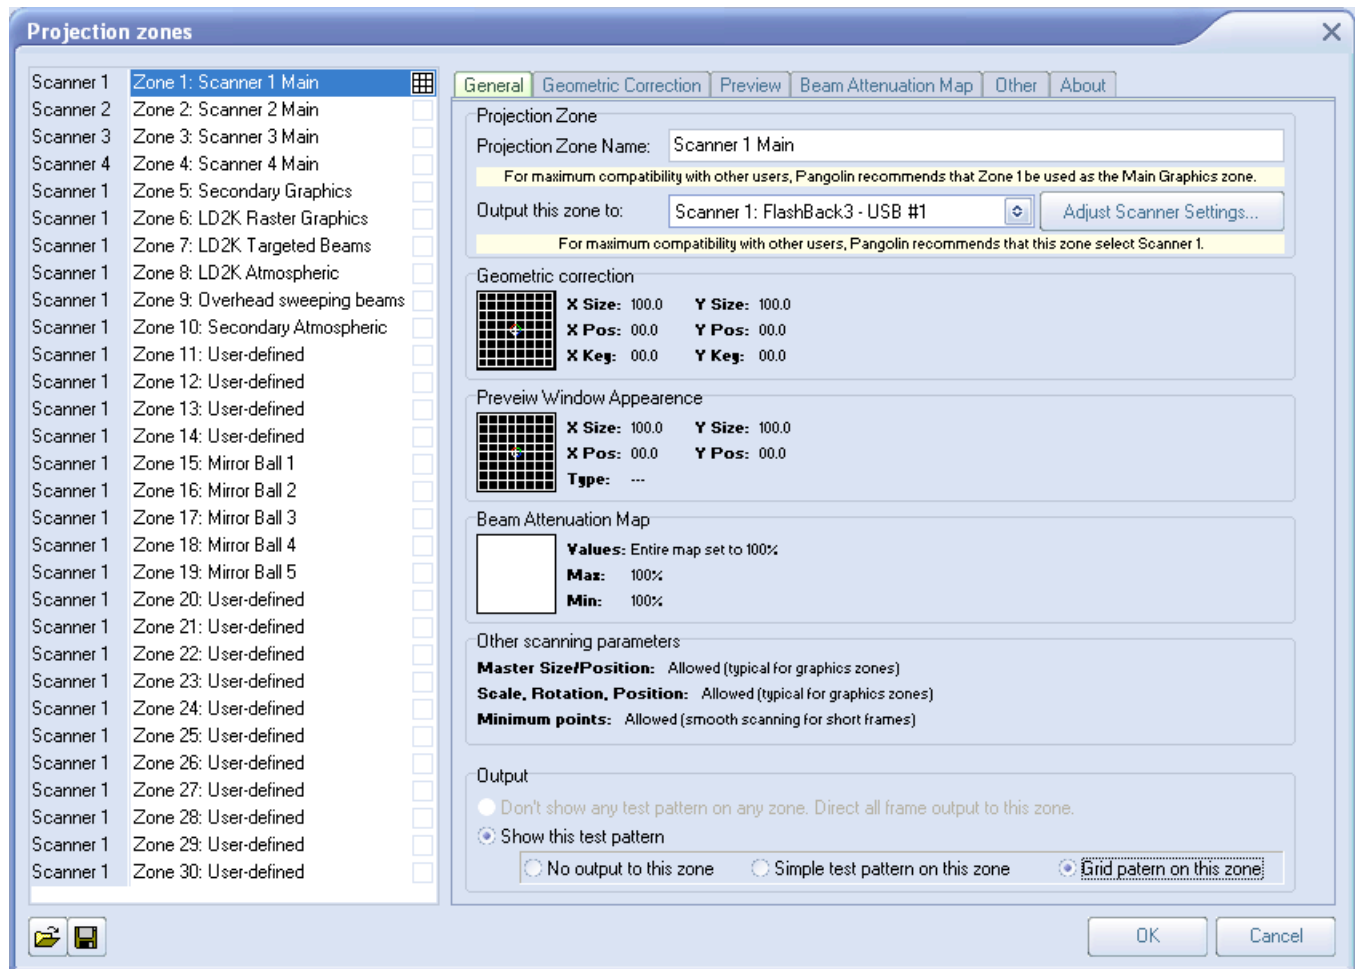 Projection zones
Scanner 1 Zone 1: Scanner 1 Main
Scanner 2 Zone 2: Scanner 2 Main
Scanner 3 Zone 3: Scanner 3 Main
Scanner 4 Zone 4: Scanner 4 Main
Scanner 1 Zone 5: Secondary Graphics
Scanner 1 Zone 6: LD2K Raster Graphics
Scanner 1 Zone 7: LD2K Targeted Beams
Scanner 1 Zone 8: LD2K Atmospheric
Scanner 1 Zone 9: Overhead sweeping beams
Scanner 1 Zone 10: Secondary Atmospheric
Scanner 1 Zone 11: User-defined
Scanner 1 Zone 12: User-defined
Scanner 1 Zone 13: User-defined
Scanner 1 Zone 14: User-defined
Scanner 1 Zone 15: Mirror Ball 1
Scanner 1 Zone 16: Mirror Ball 2
Scanner 1 Zone 17: Mirror Ball 3
Scanner 1 Zone 18: Mirror Ball 4
Scanner 1 Zone 19: Mirror Ball 5
Scanner 1 Zone 20: User-defined
Scanner 1 Zone 21: User-defined
Scanner 1 Zone 22: User-defined
Scanner 1 Zone 23: User-defined
Scanner 1 Zone 24: User-defined
Scanner 1 Zone 25: User-defined
Scanner 1 Zone 26: User-defined
Scanner 1 Zone 27: User-defined
Scanner 1 Zone 28: User-defined
Scanner 1 Zone 29: User-defined
Scanner 1 Zone 30: User-defined
General Geometric Correction Preview Beam Attenuation Map Other About
Projection Zone
Projection Zone Name: Scanner 1 Main
For maximum compatibility with other users, Pangolin recommends that Zone 1 be used as the Main Graphics zone.
Output this zone to: Scanner 1: FlashBack3 - USB #1 Adjust Scanner Settings...
For maximum compatibility with other users, Pangolin recommends that this zone select Scanner 1.
Geometric correction
X Size: 100.0 Y Size: 100.0
X Pos: 00.0 Y Pos: 00.0
X Key: 00.0 Y Key: 00.0
Preveiw Window Appearence
X Size: 100.0 Y Size: 100.0
X Pos: 00.0 Y Pos: 00.0
Type: ---
Beam Attenuation Map
Values: Entire map set to 100%
Max: 100%
Min: 100%
Other scanning parameters
Master Size/Position: Allowed (typical for graphics zones)
Scale, Rotation, Position: Allowed (typical for graphics zones)
Minimum points: Allowed (smooth scanning for short frames)
Output
Don't show any test pattern on any zone. Direct all frame output to this zone.
Show this test pattern
No output to this zone Simple test pattern on this zone Grid patern on this zone
OK Cancel